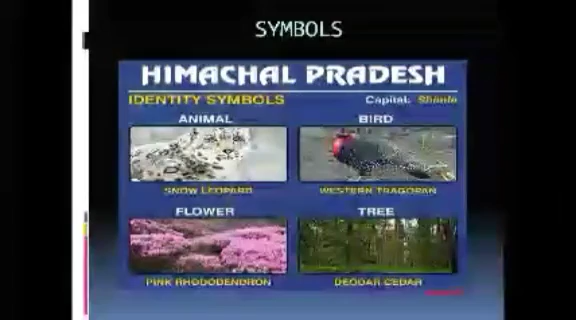 SYMBOLS
HIMACHAL PRADESH
IDENTITY SYMBOLS
Capital: Shimla
ANIMAL
BIRD
SNOW LEOPARD
WESTERN TRAGOPAN
FLOWER
TREE
PINK RHODODENDRON
DEODAR CEDAR